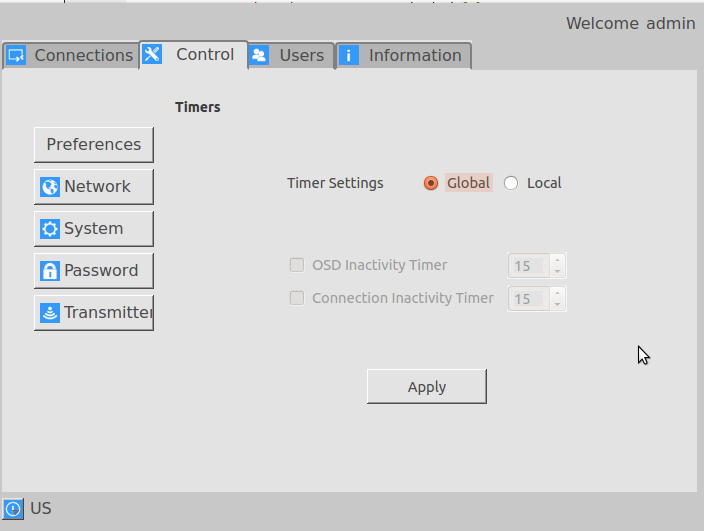 Welcome admin
Connections
Control
Users
Information
Timers
Preferences
Network
System
Password
Transmitter
Timer Settings
Global
Local
OSD Inactivity Timer
15
Connection Inactivity Timer
15
Apply
US